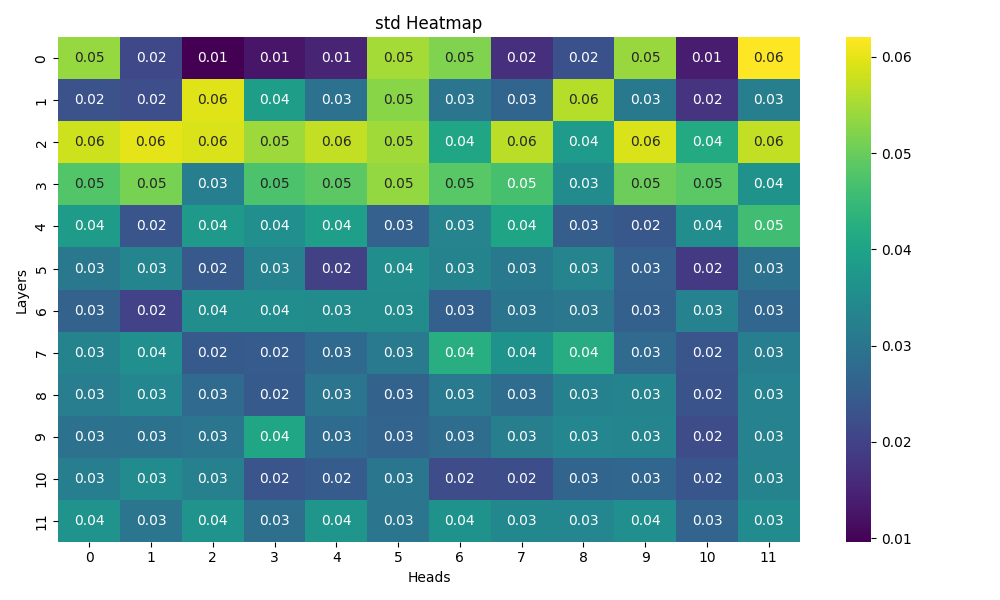 std Heatmap
0 0.05 0.02 0.01 0.01 0.01 0.05 0.05 0.02 0.02 0.05 0.01 0.06
1 0.02 0.02 0.06 0.04 0.03 0.05 0.03 0.03 0.06 0.03 0.02 0.03
2 0.06 0.06 0.06 0.05 0.06 0.05 0.04 0.06 0.04 0.06 0.04 0.06
3 0.05 0.05 0.03 0.05 0.05 0.05 0.05 0.05 0.03 0.05 0.05 0.04
4 0.04 0.02 0.04 0.04 0.04 0.03 0.03 0.04 0.03 0.02 0.04 0.05
5 0.03 0.03 0.02 0.03 0.02 0.04 0.03 0.03 0.03 0.03 0.02 0.03
6 0.03 0.02 0.04 0.04 0.03 0.03 0.03 0.03 0.03 0.03 0.03 0.03
7 0.03 0.04 0.02 0.02 0.03 0.03 0.04 0.04 0.04 0.03 0.02 0.03
8 0.03 0.03 0.03 0.02 0.03 0.03 0.03 0.03 0.03 0.03 0.02 0.03
9 0.03 0.03 0.03 0.04 0.03 0.03 0.03 0.03 0.03 0.03 0.02 0.03
10 0.03 0.03 0.03 0.02 0.02 0.03 0.02 0.02 0.03 0.03 0.02 0.03
11 0.04 0.03 0.04 0.03 0.04 0.03 0.04 0.03 0.03 0.04 0.03 0.03
0 1 2 3 4 5 6 7 8 9 10 11
Heads
Layers
0.06
0.05
0.04
0.03
0.02
0.01